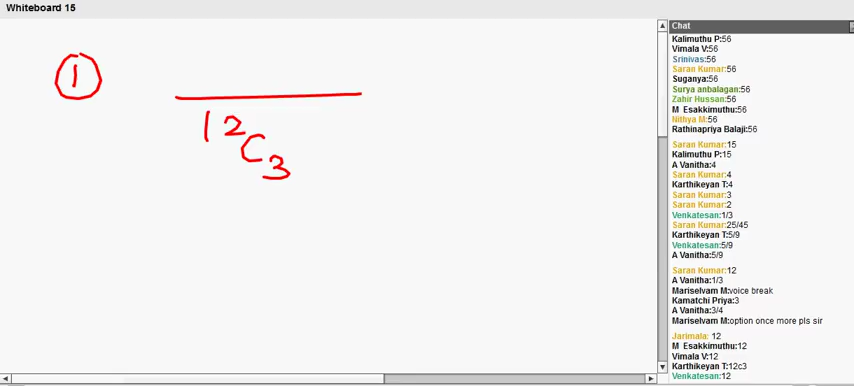 Whiteboard 15
1
12C3
Chat
Kalimuthu P:56
Vimala V:56
Srinivas:56
Saran Kumar:56
Suganya:56
Surya anbalagan:56
Zahir Hussan:56
M Esakkimuthu:56
Nithya M:56
Rathinapriya Balaji:56
Saran Kumar:15
Kalimuthu P:15
A Vanitha:4
Saran Kumar:4
Karthikeyan T:4
Saran Kumar:3
Saran Kumar:2
Venkatesan:1/3
Saran Kumar:25/45
Karthikeyan T:5/9
Venkatesan:5/9
A Vanitha:5/9
Saran Kumar:12
A Vanitha:1/3
Mariselvam M:voice break
Kamatchi Priya:3
A Vanitha:3/4
Mariselvam M:option once more pls sir
Jarimala: 12
M Esakkimuthu:12
Vimala V:12
Karthikeyan T:12c3
Venkatesan:12